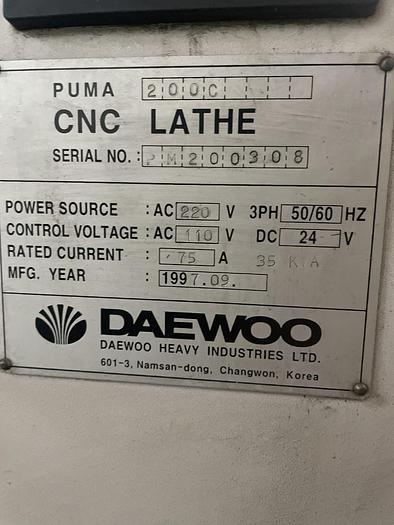 PUMA 200C
CNC LATHE
SERIAL NO. : PM200308
POWER SOURCE : AC 220 V 3PH 50/60 HZ
CONTROL VOLTAGE : AC 110 V DC 24 V
RATED CURRENT : 75 A 35 KA
MFG. YEAR : 1997.09.
DAEWOO
DAEWOO HEAVY INDUSTRIES LTD.
601-3, Namsan-dong, Changwon, Korea